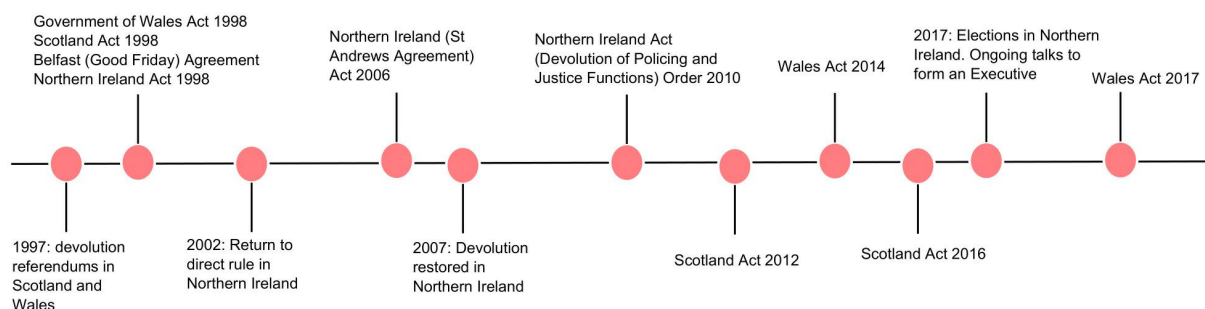 Government of Wales Act 1998
Scotland Act 1998
Belfast (Good Friday) Agreement
Northern Ireland Act 1998
Northern Ireland (St
Andrews Agreement)
Act 2006
Northern Ireland Act
(Devolution of Policing and
Justice Functions) Order 2010
Wales Act 2014
2017: Elections in Northern
Ireland. Ongoing talks to
form an Executive
Wales Act 2017
1997: devolution
referendums in
Scotland and
Wales
2002: Return to
direct rule in
Northern Ireland
2007: Devolution
restored in
Northern Ireland
Scotland Act 2012
Scotland Act 2016